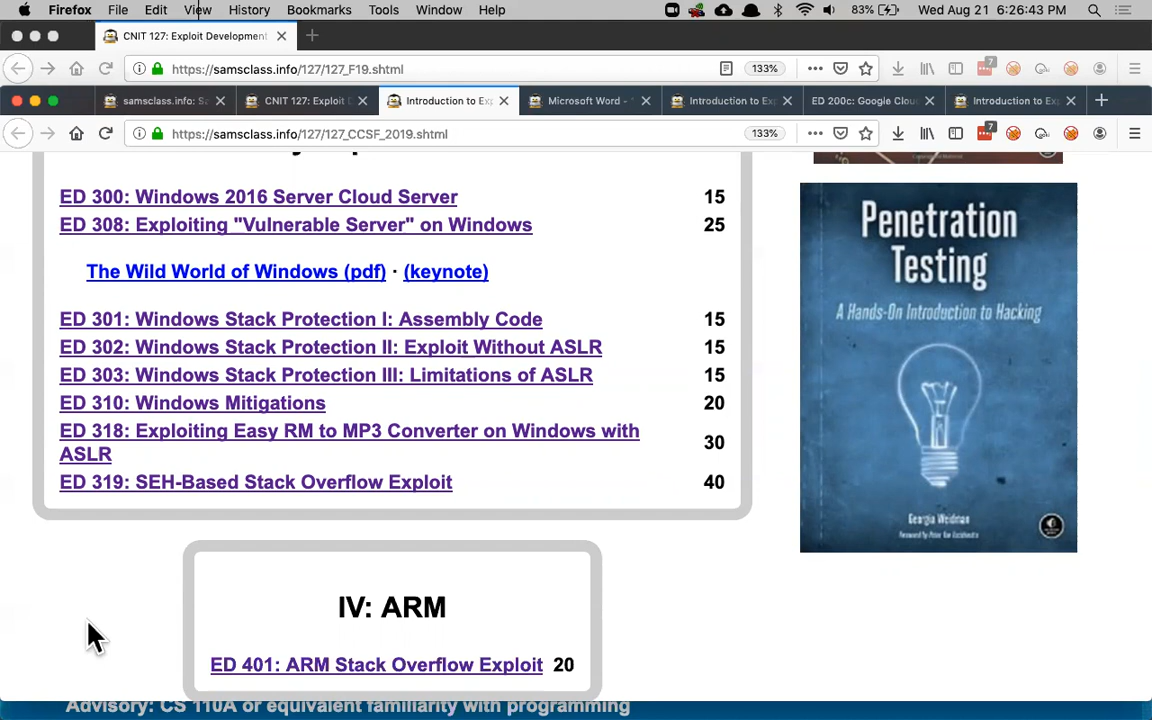 Firefox File Edit View History Bookmarks Tools Window Help 83% Wed Aug 21 6:26:43 PM
CNIT 127: Exploit Development
https://samsclass.info/127/127_F19.shtml 133% 7
samsclass.info: Sa CNIT 127: Exploit D Introduction to Exp Microsoft Word - Introduction to Exp ED 200c: Google Clou Introduction to Exp
https://samsclass.info/127/127_CCSF_2019.shtml 133% 7
ED 300: Windows 2016 Server Cloud Server 15
ED 308: Exploiting "Vulnerable Server" on Windows 25
The Wild World of Windows (pdf) · (keynote)
ED 301: Windows Stack Protection I: Assembly Code 15
ED 302: Windows Stack Protection II: Exploit Without ASLR 15
ED 303: Windows Stack Protection III: Limitations of ASLR 15
ED 310: Windows Mitigations 20
ED 318: Exploiting Easy RM to MP3 Converter on Windows with
ASLR 30
ED 319: SEH-Based Stack Overflow Exploit 40
Penetration
Testing
A Hands-On Introduction to Hacking
Georgia Weidman
IV: ARM
ED 401: ARM Stack Overflow Exploit 20
Advisory: CS 110A or equivalent familiarity with programming